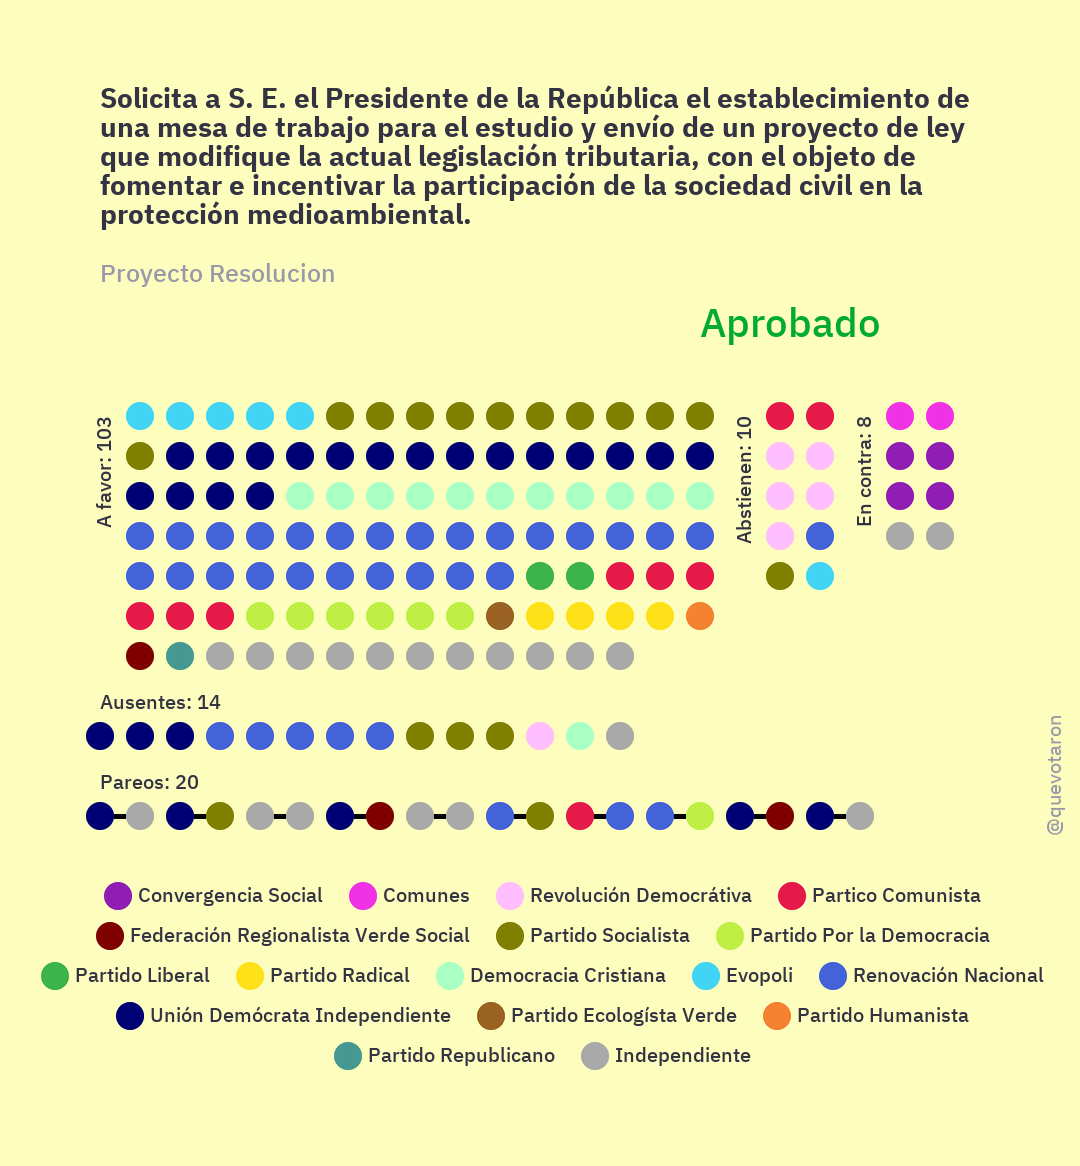 Solicita a S. E. el Presidente de la República el establecimiento de
una mesa de trabajo para el estudio y envío de un proyecto de ley
que modifique la actual legislación tributaria, con el objeto de
fomentar e incentivar la participación de la sociedad civil en la
protección medioambiental.
Proyecto Resolucion
Aprobado
A favor: 103
Abstienen: 10
En contra: 8
Ausentes: 14
Pareos: 20
@quevotaron
Convergencia Social Comunes Revolución Democrátiva Partico Comunista
Federación Regionalista Verde Social Partido Socialista Partido Por la Democracia
Partido Liberal Partido Radical Democracia Cristiana Evopoli Renovación Nacional
Unión Demócrata Independiente Partido Ecologísta Verde Partido Humanista
Partido Republicano Independiente